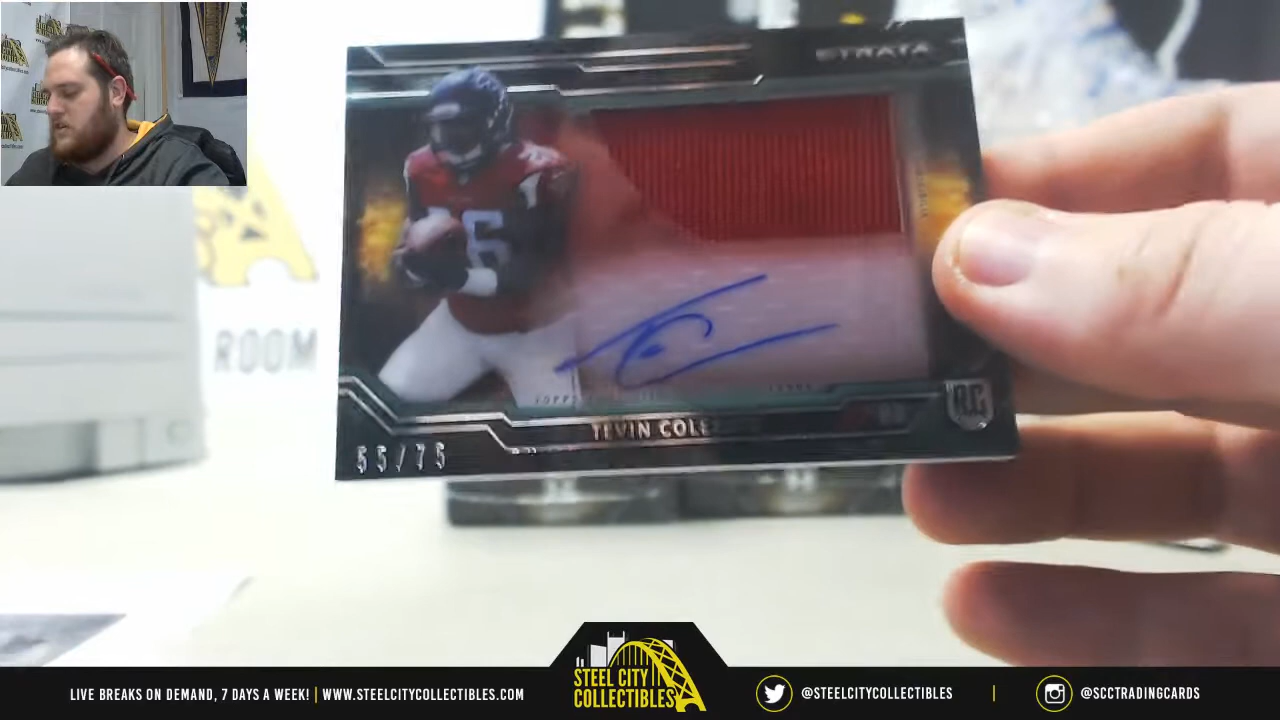 STRATA
36
TEVIN COLE
55/75
RC
ROOM
STEEL CITY
COLLECTIBLES
LIVE BREAKS ON DEMAND, 7 DAYS A WEEK! | WWW.STEELCITYCOLLECTIBLES.COM
@STEELCITYCOLLECTIBLES | @SCCTRADINGCARDS